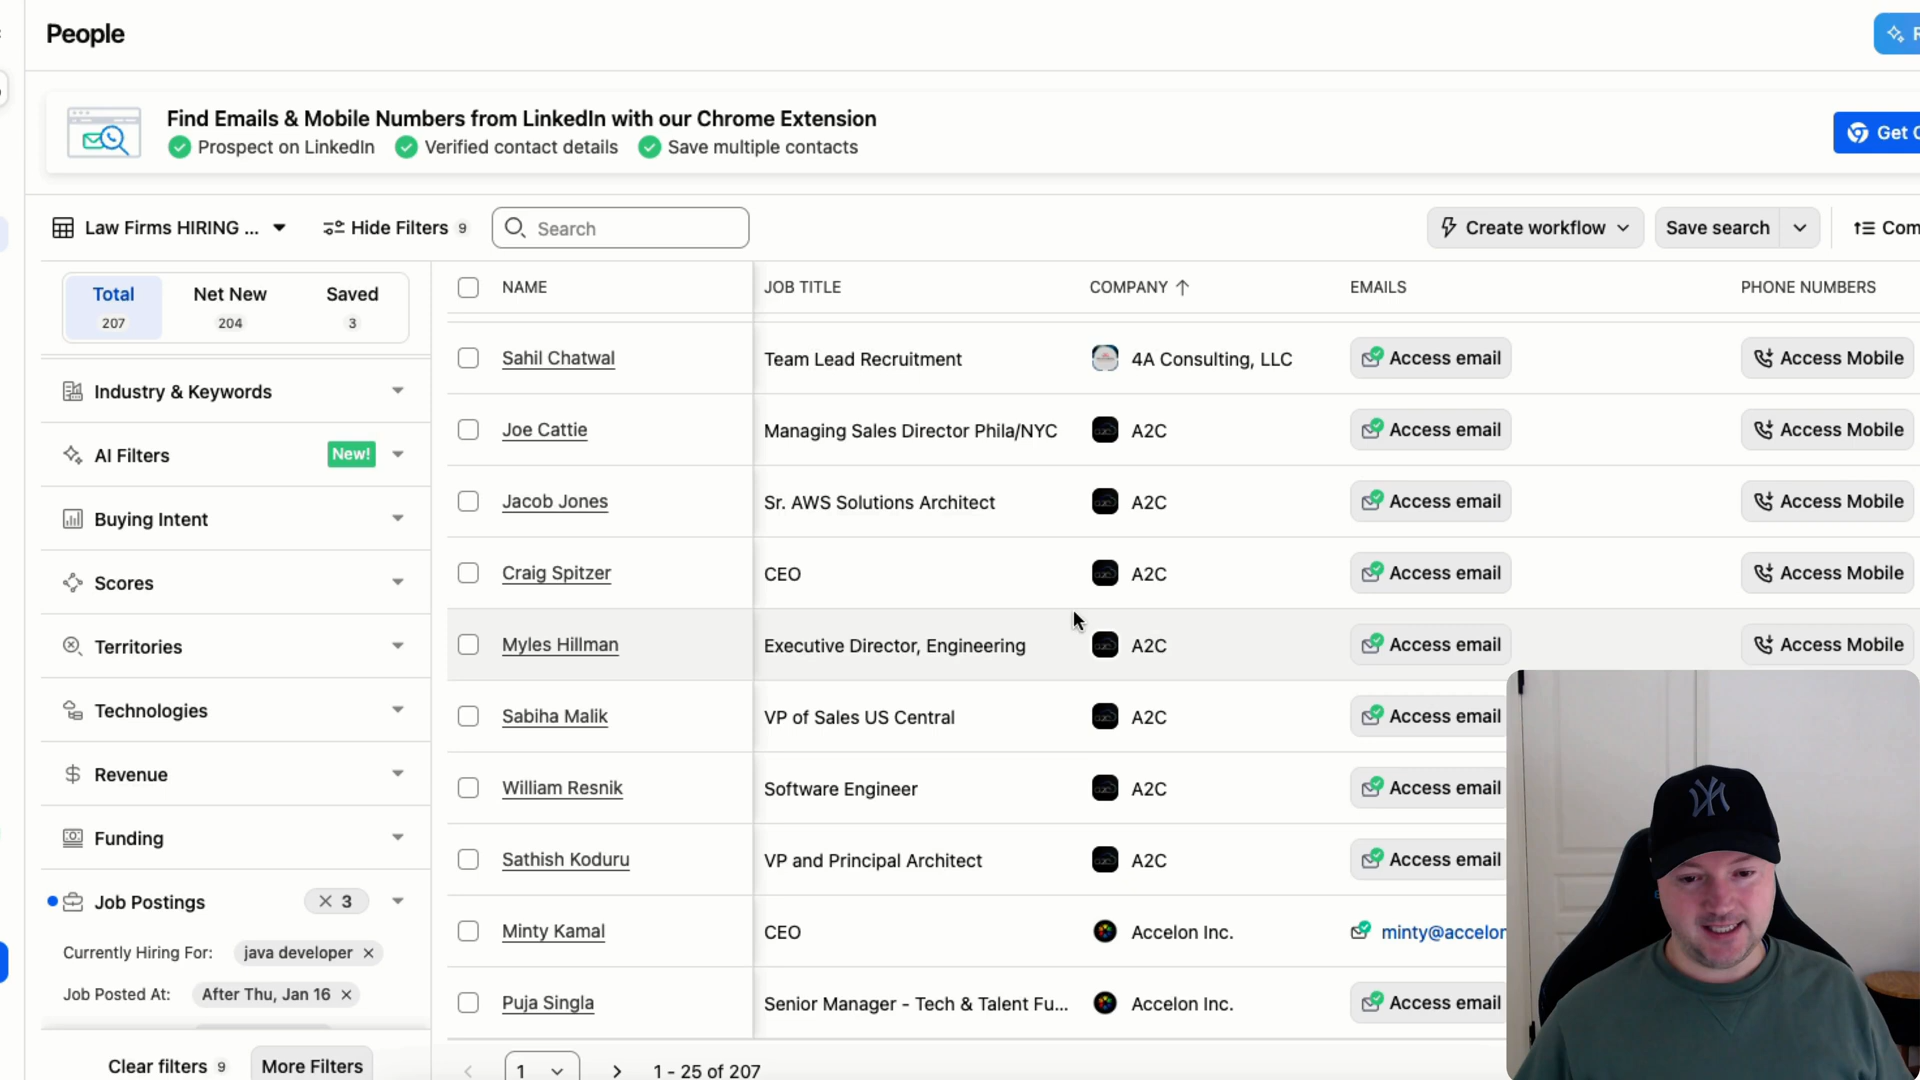 People
Find Emails & Mobile Numbers from LinkedIn with our Chrome Extension
Prospect on LinkedIn Verified contact details Save multiple contacts
Get
Law Firms HIRING ... Hide Filters 9 Search Create workflow Save search
Total Net New Saved
207 204 3
Industry & Keywords
AI Filters New!
Buying Intent
Scores
Territories
Technologies
Revenue
Funding
Job Postings 3
Currently Hiring For: java developer
Job Posted At: After Thu, Jan 16
Clear filters 9 More Filters
NAME JOB TITLE COMPANY EMAILS PHONE NUMBERS
Sahil Chatwal Team Lead Recruitment 4A Consulting, LLC Access email Access Mobile
Joe Cattie Managing Sales Director Phila/NYC A2C Access email Access Mobile
Jacob Jones Sr. AWS Solutions Architect A2C Access email Access Mobile
Craig Spitzer CEO A2C Access email Access Mobile
Myles Hillman Executive Director, Engineering A2C Access email Access Mobile
Sabiha Malik VP of Sales US Central A2C Access email
William Resnik Software Engineer A2C Access email
Sathish Koduru VP and Principal Architect A2C Access email
Minty Kamal CEO Accelon Inc. minty@accelon
Puja Singla Senior Manager - Tech & Talent Fu... Accelon Inc. Access email
1 1 - 25 of 207